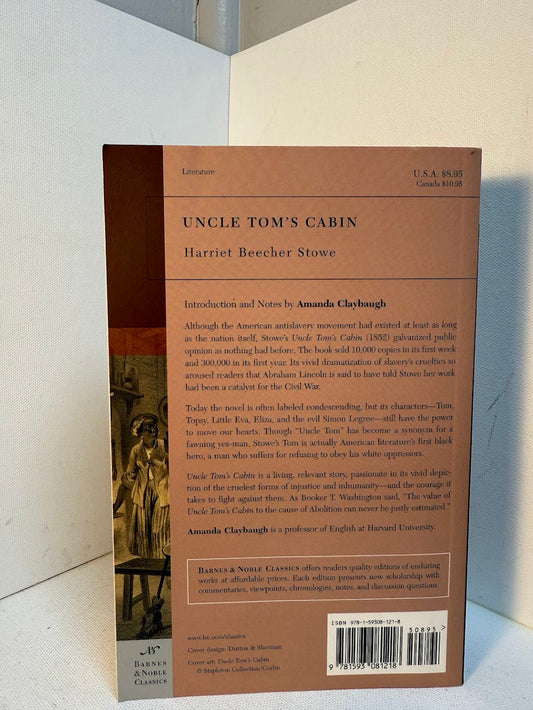 Literature
U.S.A. $8.95
Canada $10.95
UNCLE TOM'S CABIN
Harriet Beecher Stowe
Introduction and Notes by Amanda Claybaugh
Although the American antislavery movement had existed at least as long
as the nation itself, Stowe's Uncle Tom's Cabin (1852) galvanized public
opinion as nothing had before. The book sold 10,000 copies in its first week
and 300,000 in its first year. Its vivid dramatization of slavery's cruelties so
aroused readers that Abraham Lincoln is said to have told Stowe her work
had been a catalyst for the Civil War.
Today the novel is often labeled condescending, but its characters—Tom,
Topsy, Little Eva, Eliza, and the evil Simon Legree—still have the power
to move our hearts. Though "Uncle Tom" has become a synonym for a
fawning yes-man, Stowe's Tom is actually American literature's first black
hero, a man who suffers for refusing to obey his white oppressors.
Uncle Tom's Cabin is a living, relevant story, passionate in its vivid depic-
tion of the cruelest forms of injustice and inhumanity—and the courage it
takes to fight against them. As Booker T. Washington said, "The value of
Uncle Tom's Cabin to the cause of Abolition can never be justly estimated."
Amanda Claybaugh is a professor of English at Harvard University.
BARNES & NOBLE CLASSICS offers readers quality editions of enduring
works at affordable prices. Each edition presents new scholarship with
commentaries, viewpoints, chronologies, notes, and discussion questions.
www.bn.com/classics
Cover design: Dutton & Sherman
Cover art: Uncle Tom's Cabin
© Stapleton Collection/Corbis
BARNES
& NOBLE
CLASSICS
ISBN 978-1-59308-121-8
50895>
9 781593 081218